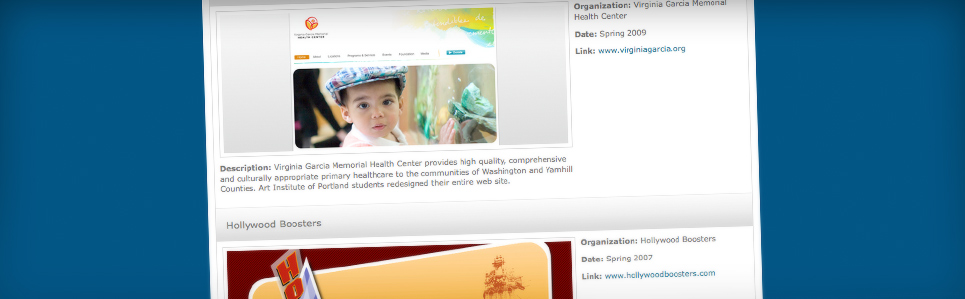 Organization: Virginia Garcia Memorial
Health Center
Date: Spring 2009
Link: www.virginiagarcia.org
HEALTH CENTER
Description: Virginia Garcia Memorial Health Center provides high quality, comprehensive
and culturally appropriate primary healthcare to the communities of Washington and Yamhill
Counties. Art Institute of Portland students redesigned their entire web site.
Hollywood Boosters
Organization: Hollywood Boosters
Date: Spring 2007
Link: www.hollywoodboosters.com